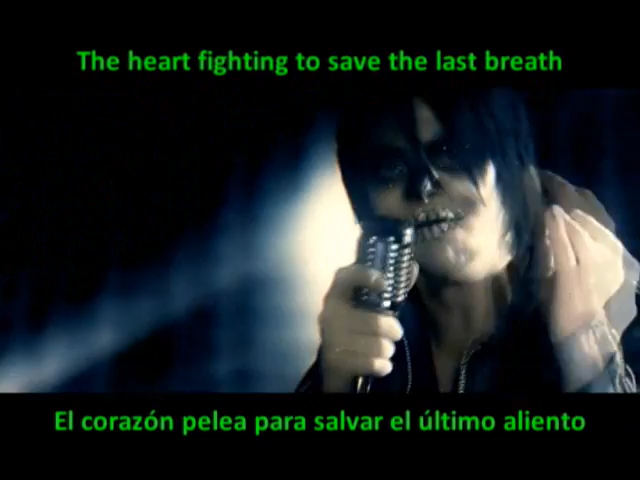 The heart fighting to save the last breath
El corazón pelea para salvar el último aliento